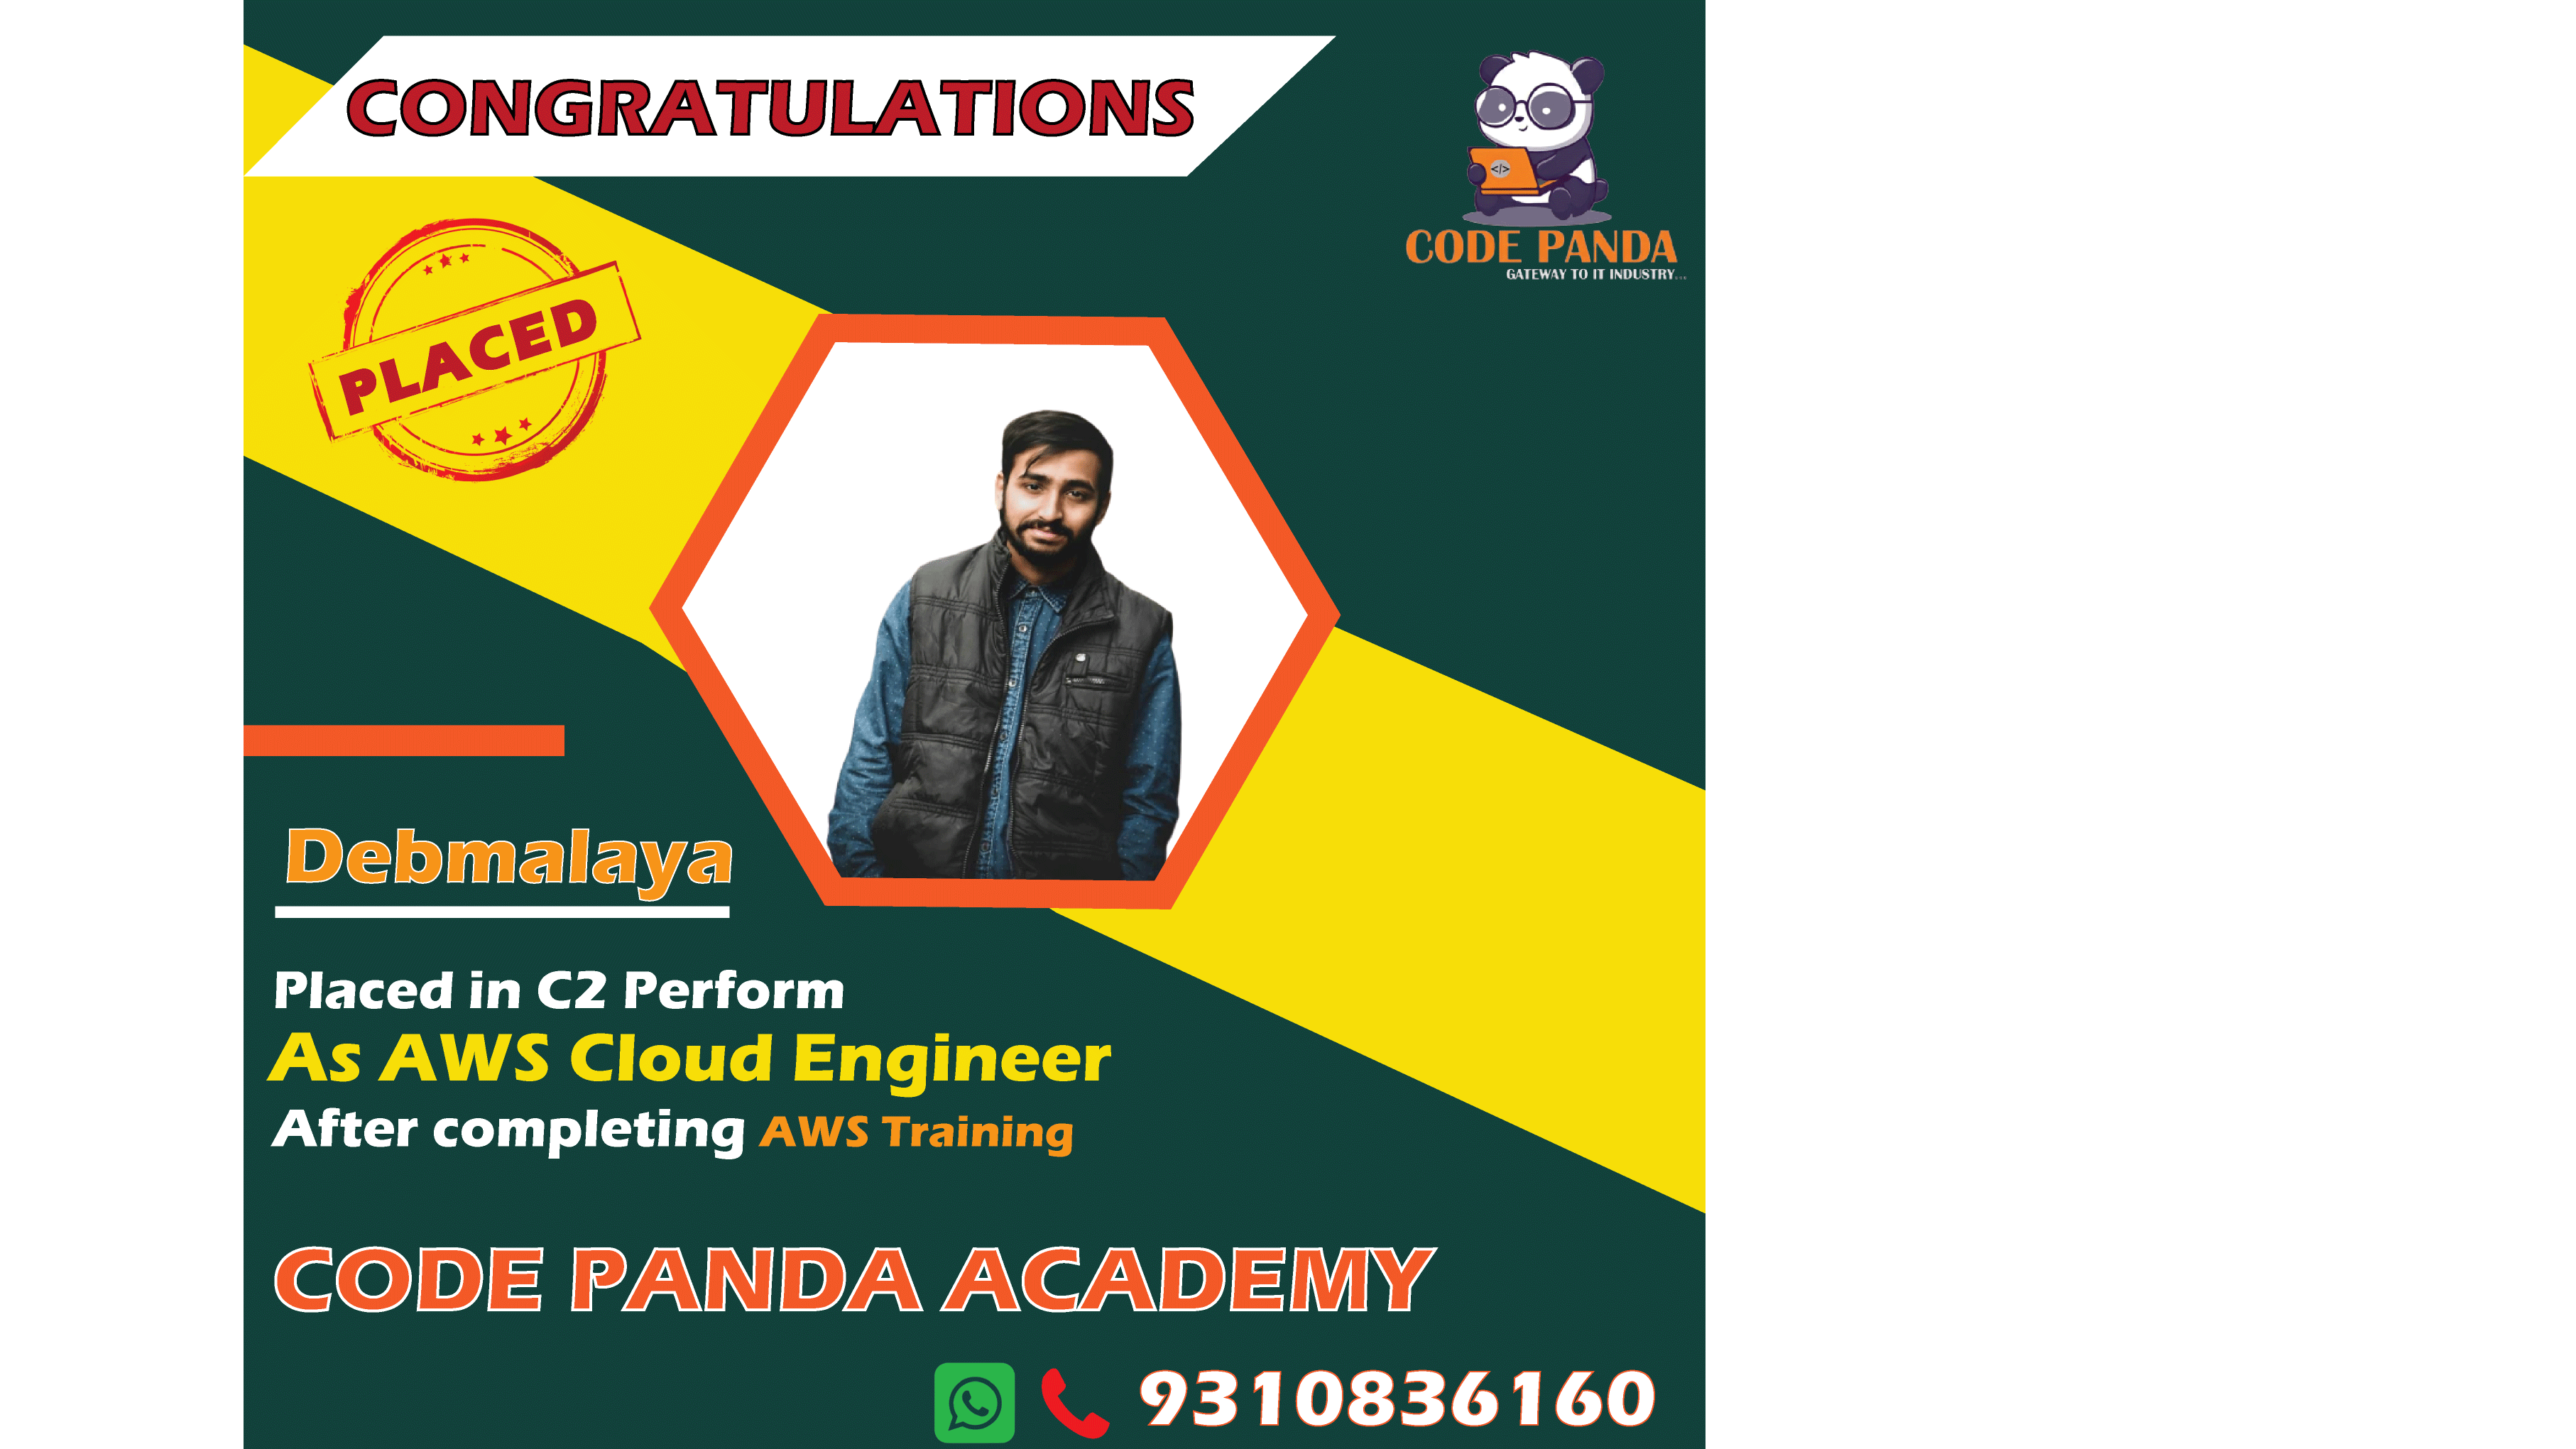 CONGRATULATIONS
</>
CODE PANDA
GATEWAY TO IT INDUSTRY...
PLACED
Debmalaya
Placed in C2 Perform
As AWS Cloud Engineer
After completing AWS Training
CODE PANDA ACADEMY
9310836160